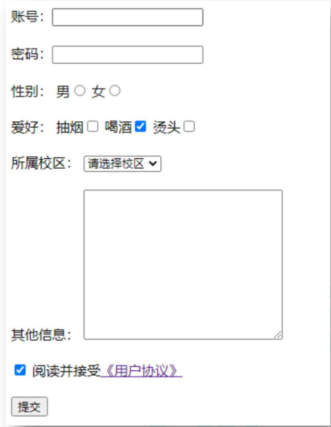 账号:
密码:
性别: 男 女
爱好: 抽烟 喝酒 烫头
所属校区: 请选择校区
其他信息:
阅读并接受《用户协议》
提交